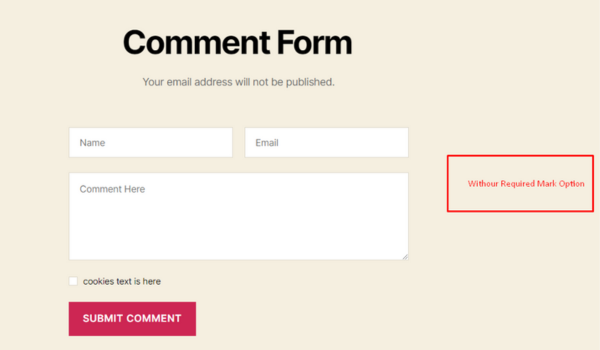 Comment Form
Your email address will not be published.
Name
Email
Comment Here
Withour Required Mark Option
cookies text is here
SUBMIT COMMENT